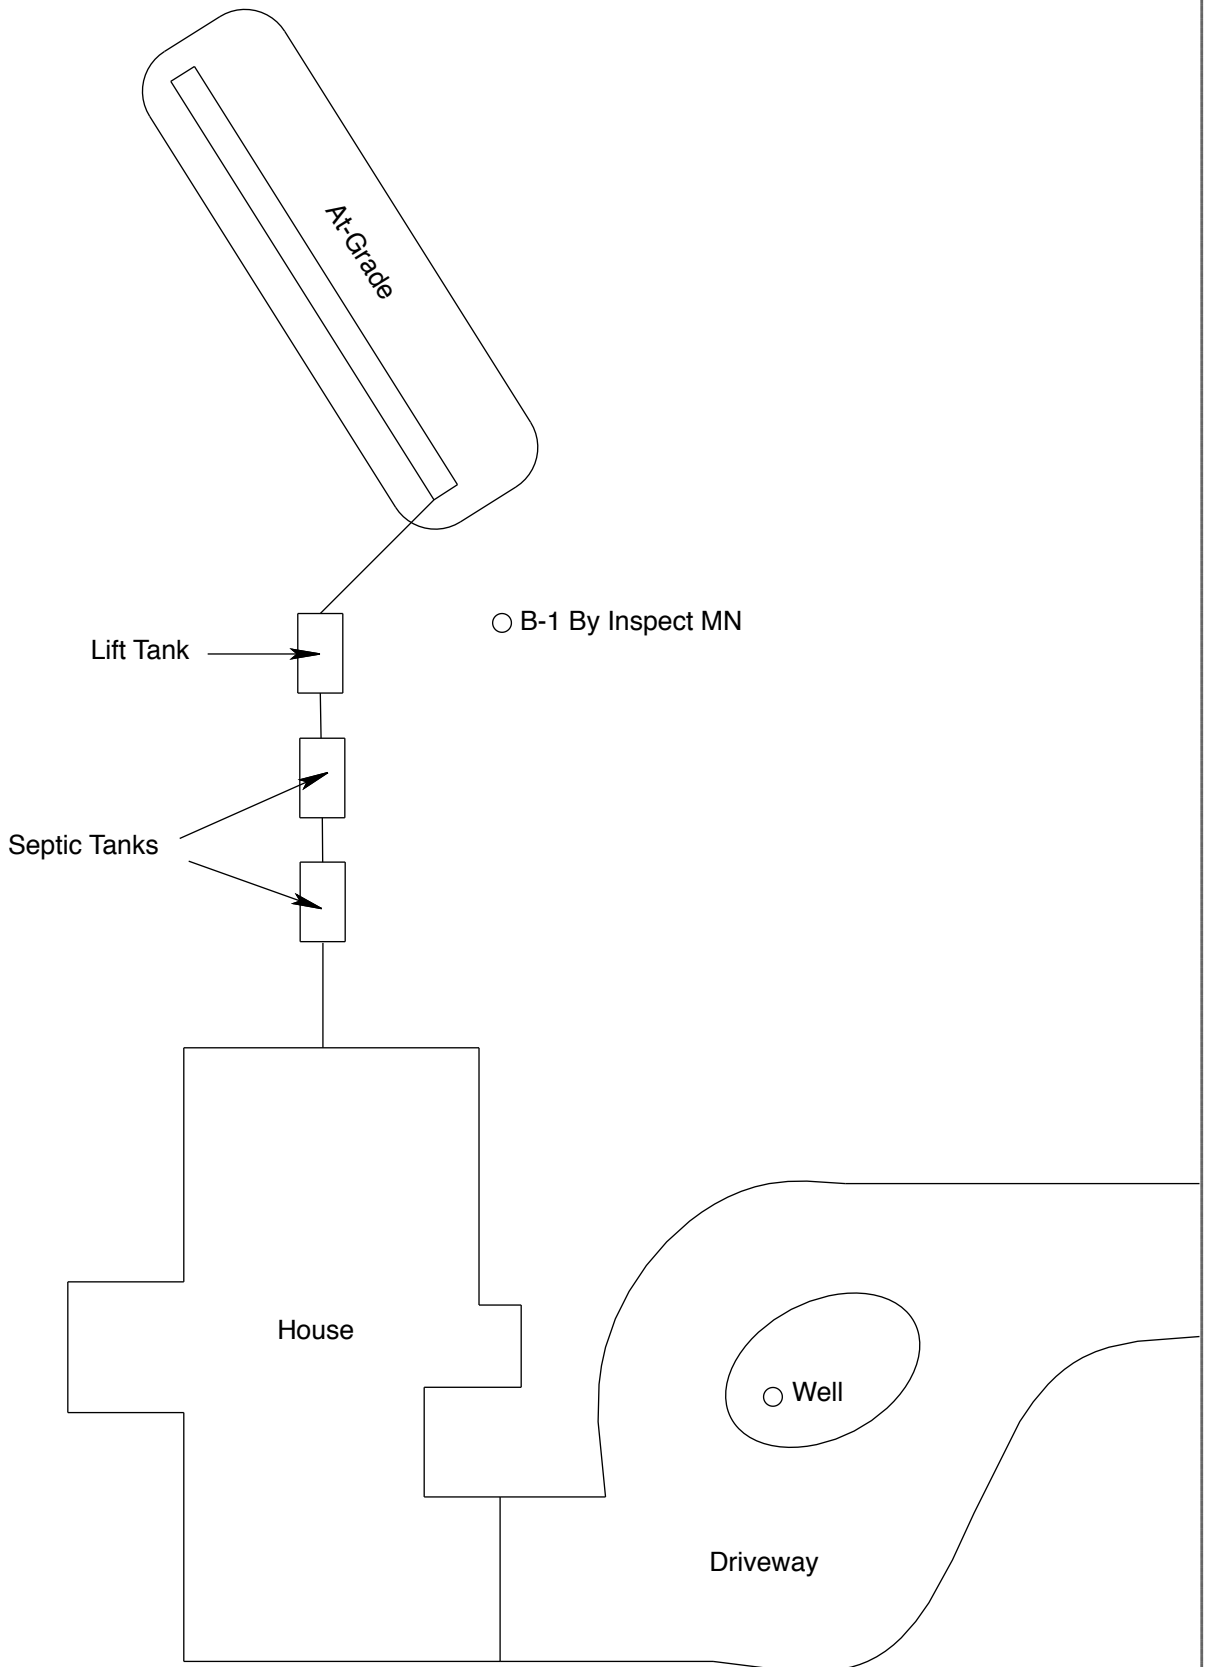 At-Grade
B-1 By Inspect MN
Lift Tank
Septic Tanks
House
Well
Driveway